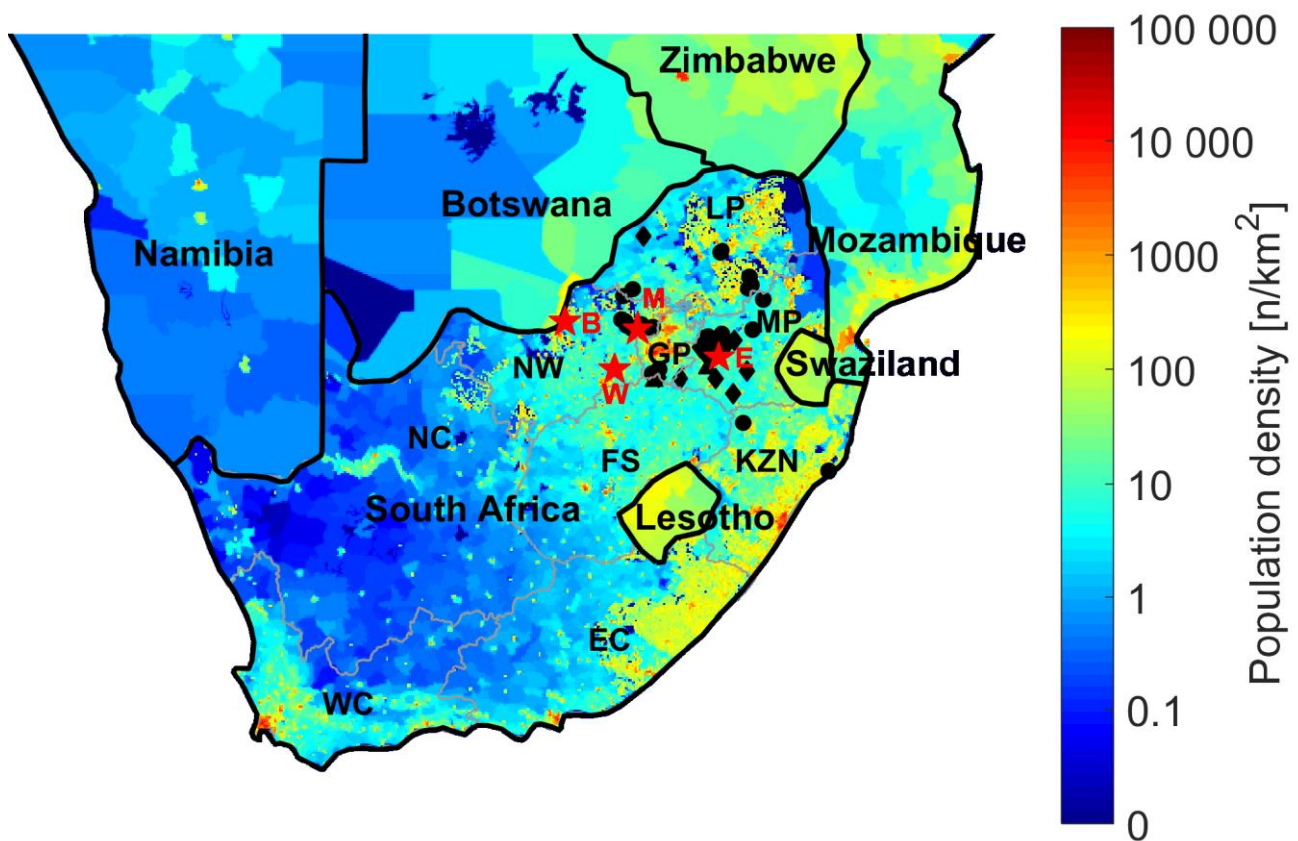 Zimbabwe
Botswana
LP
Namibia
Mozambique
M
B
MP
NW
GP
E
Swaziland
W
NC
FS
KZN
South Africa
Lesotho
EC
WC
100 000
10 000
1000
100
10
1
0.1
0
Population density [n/km²]